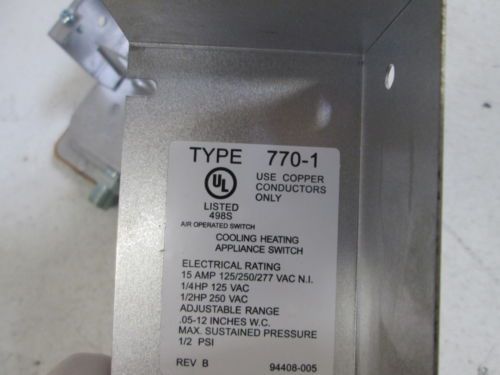 TYPE 770-1
UL
USE COPPER
CONDUCTORS
ONLY
LISTED
498S
AIR OPERATED SWITCH
COOLING HEATING
APPLIANCE SWITCH
ELECTRICAL RATING
15 AMP 125/250/277 VAC N.I.
1/4HP 125 VAC
1/2HP 250 VAC
ADJUSTABLE RANGE
.05-12 INCHES W.C.
MAX. SUSTAINED PRESSURE
1/2 PSI
REV B 94408-005